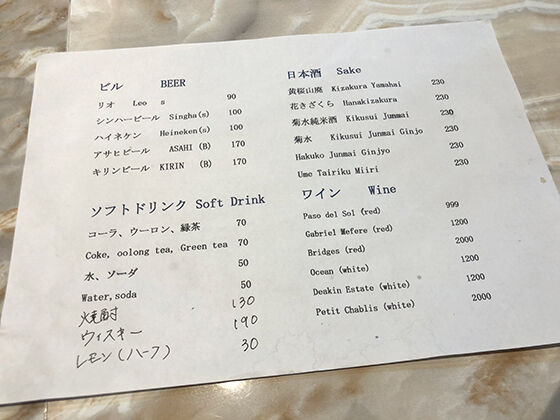 ビル BEER
リオ Leo s 90
シンハービール Singha(s) 100
ハイネケン Heineken(s) 100
アサヒビール ASAHI (B) 170
キリンビール KIRIN (B) 170
ソフトドリンク Soft Drink
コーラ、ウーロン、緑茶 70
Coke, oolong tea, Green tea 70
水、ソーダ 50
Water,soda 50
焼酎 130
ウィスキー 190
レモン(ハーフ) 30
日本酒 Sake
黄桜山廃 Kizakura Yamahai 230
花きざくら Hanakizakura 230
菊水純米酒 Kikusui Junmai 230
菊水 Kikusui Junmai Ginjo 230
Hakuko Junmai Ginjyo 230
Ume Tairiku Miiri 230
ワイン Wine
Paso del Sol (red) 999
Gabriel Mefere (red) 1200
Bridges (red) 2000
Ocean (white) 1200
Deakin Estate (white) 1200
Petit Chablis (white) 2000